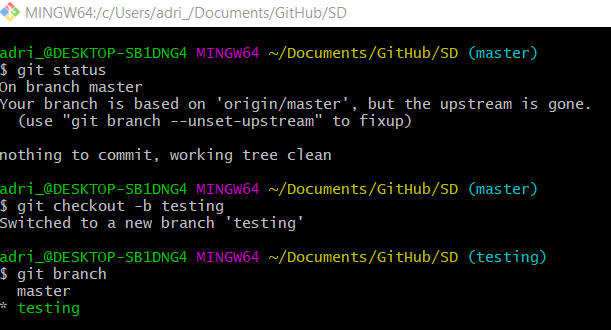 MINGW64:/c/Users/adri_/Documents/GitHub/SD
adri_@DESKTOP-SB1DNG4 MINGW64 ~/Documents/GitHub/SD (master)
$ git status
On branch master
Your branch is based on 'origin/master', but the upstream is gone.
  (use "git branch --unset-upstream" to fixup)
nothing to commit, working tree clean
adri_@DESKTOP-SB1DNG4 MINGW64 ~/Documents/GitHub/SD (master)
$ git checkout -b testing
Switched to a new branch 'testing'
adri_@DESKTOP-SB1DNG4 MINGW64 ~/Documents/GitHub/SD (testing)
$ git branch
  master
* testing